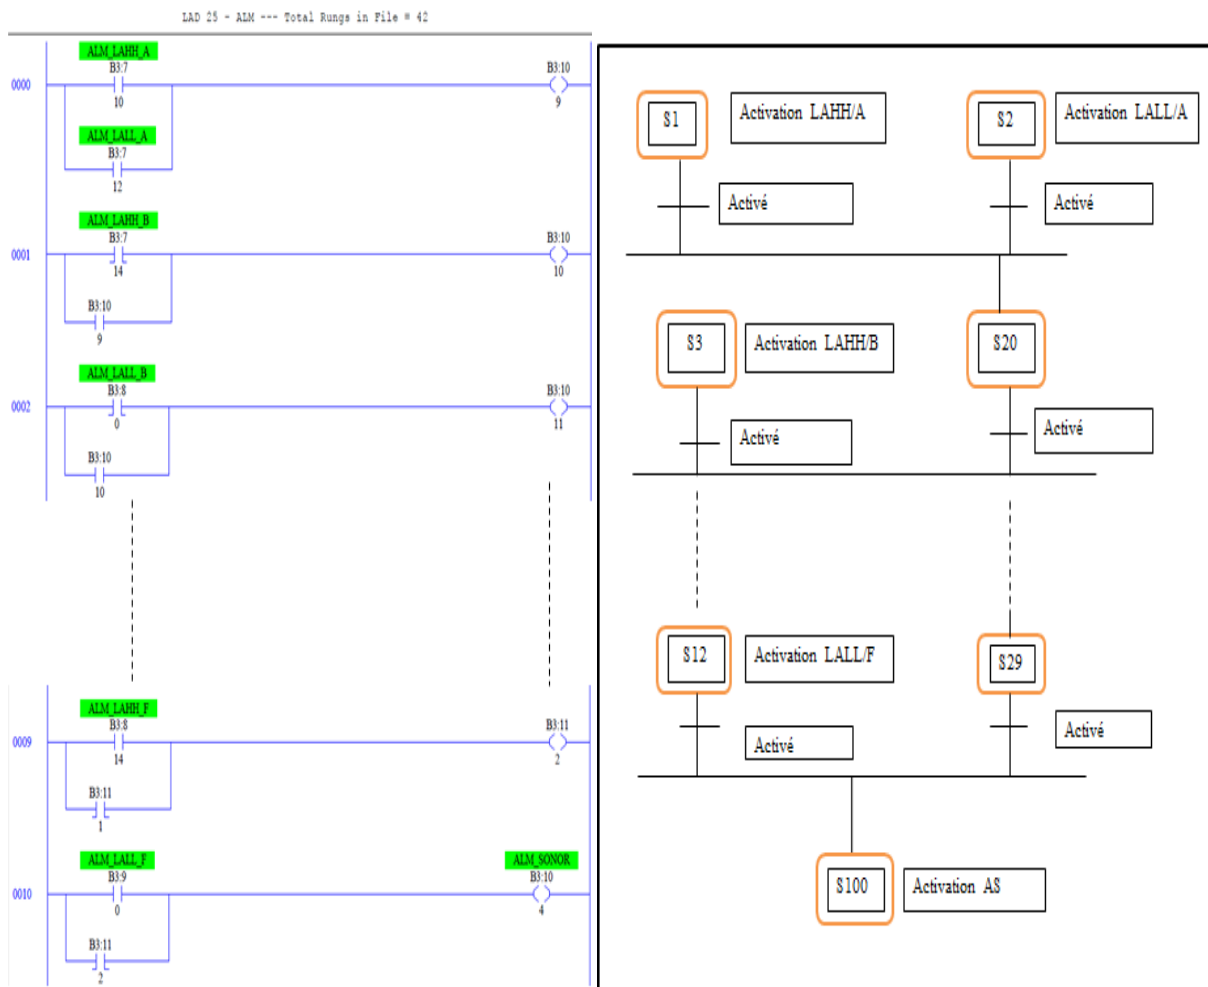 LAD 25 - ALM --- Total Rungs in File = 42
ALM_LAHH_A
B3:7
B3:10
0000
10
9
ALM_LALL_A
B3:7
12
ALM_LAHH_B
B3:7
B3:10
0001
14
10
B3:10
9
ALM_LALL_B
B3:8
B3:10
0002
0
11
B3:10
10
ALM_LAHH_F
B3:8
B3:11
0009
14
2
B3:11
1
ALM_LALL_F
ALM_SONOR
B3:9
B3:10
0010
0
4
B3:11
2
S1
Activation LAHH/A
S2
Activation LALL/A
Activé
Activé
S3
Activation LAHH/B
S20
Activé
Activé
S12
Activation LALL/F
S29
Activé
Activé
S100
Activation AS